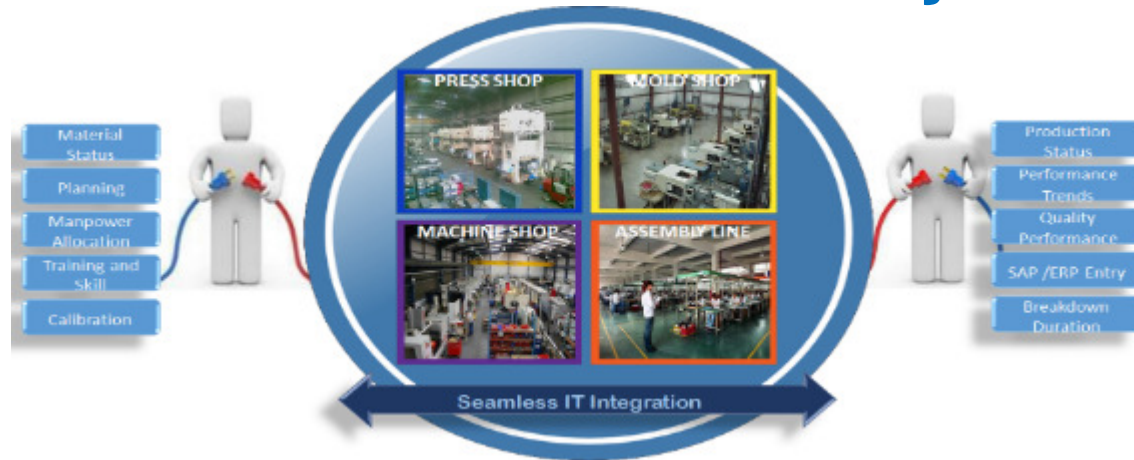 PRESS SHOP
MOLD SHOP
Material
Status
Planning
Manpower
Allocation
Training and
Skill
Calibration
MACHINE SHOP
ASSEMBLY LINE
Production
Status
Performance
Trends
Quality
Performance
SAP /ERP Entry
Breakdown
Duration
Seamless IT Integration